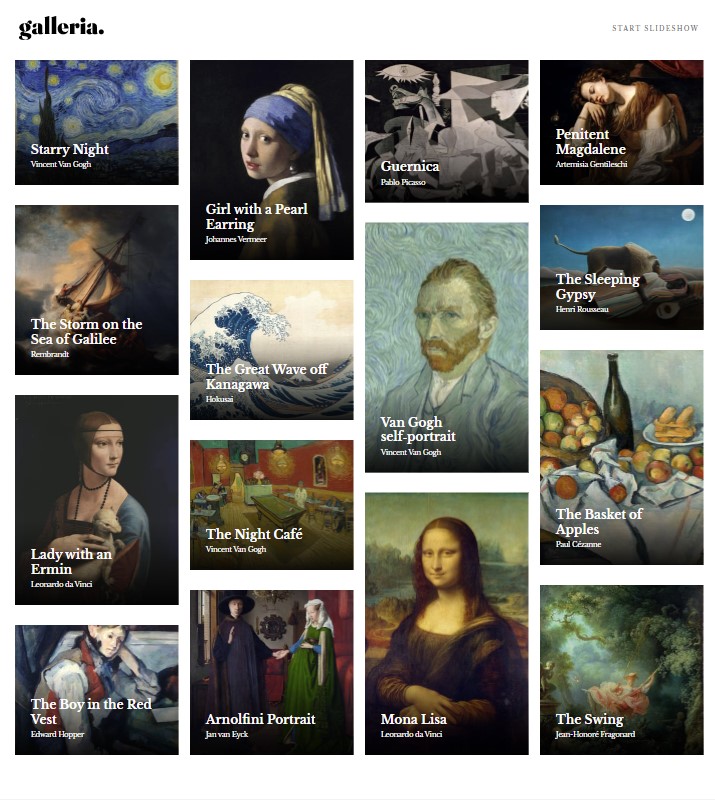 galleria.
START SLIDESHOW
Starry Night
Vincent Van Gogh
The Storm on the
Sea of Galilee
Rembrandt
Lady with an
Ermin
Leonardo da Vinci
The Boy in the Red
Vest
Edward Hopper
Girl with a Pearl
Earring
Johannes Vermeer
The Great Wave off
Kanagawa
Hokusai
The Night Café
Vincent Van Gogh
Arnolfini Portrait
Jan van Eyck
Guernica
Pablo Picasso
Van Gogh
self-portrait
Vincent Van Gogh
Mona Lisa
Leonardo da Vinci
Penitent
Magdalene
Artemisia Gentileschi
The Sleeping
Gypsy
Henri Rousseau
The Basket of
Apples
Paul Cézanne
The Swing
Jean-Honoré Fragonard